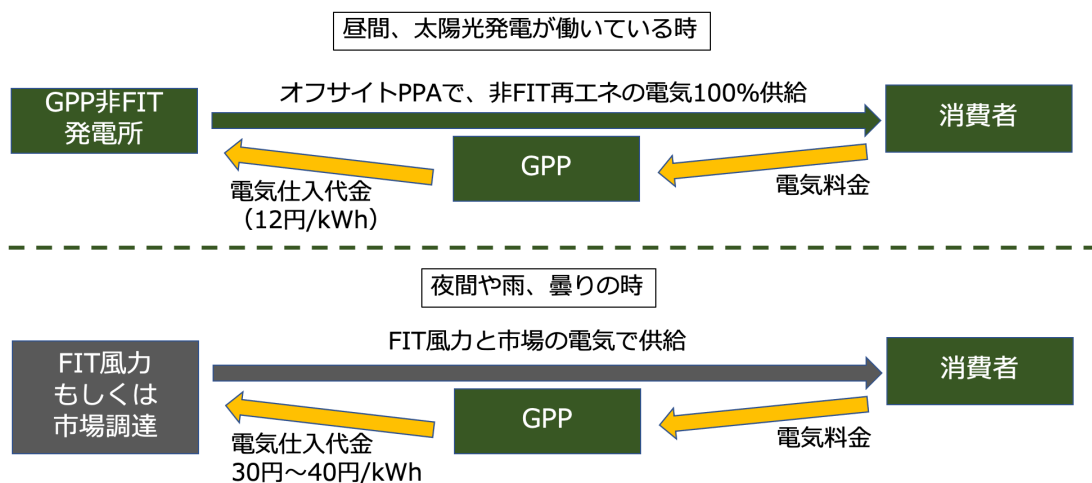 昼間、太陽光発電が働いている時
オフサイトPPAで、非FIT再エネの電気100%供給
GPP非FIT
発電所
消費者
GPP
電気仕入代金
（12円/kWh）
電気料金
夜間や雨、曇りの時
FIT風力と市場の電気で供給
FIT風力
もしくは
市場調達
消費者
GPP
電気仕入代金
30円〜40円/kWh
電気料金